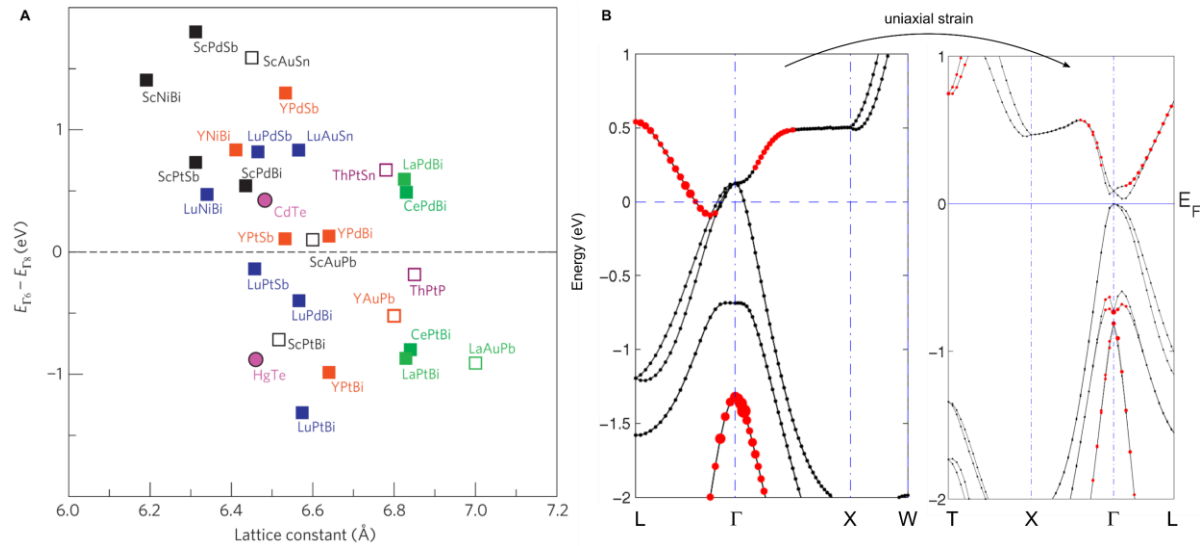 A
B
uniaxial strain
E_Γ6 – E_Γ8 (eV)
1
0
−1
6.0
6.2
6.4
6.6
6.8
7.0
7.2
Lattice constant (Å)
ScPdSb
ScAuSn
ScNiBi
YPdSb
YNiBi
LuPdSb
LuAuSn
ScPtSb
ScPdBi
ThPtSn
LaPdBi
LuNiBi
CdTe
CePdBi
YPtSb
YPdBi
ScAuPb
LuPtSb
ThPtP
LuPdBi
YAuPb
ScPtBi
CePtBi
LaAuPb
HgTe
YPtBi
LaPtBi
LuPtBi
Energy (eV)
1
0.5
0
−0.5
−1
−1.5
−2
L
Γ
X
W
1
0
−1
−2
T
X
Γ
L
E_F